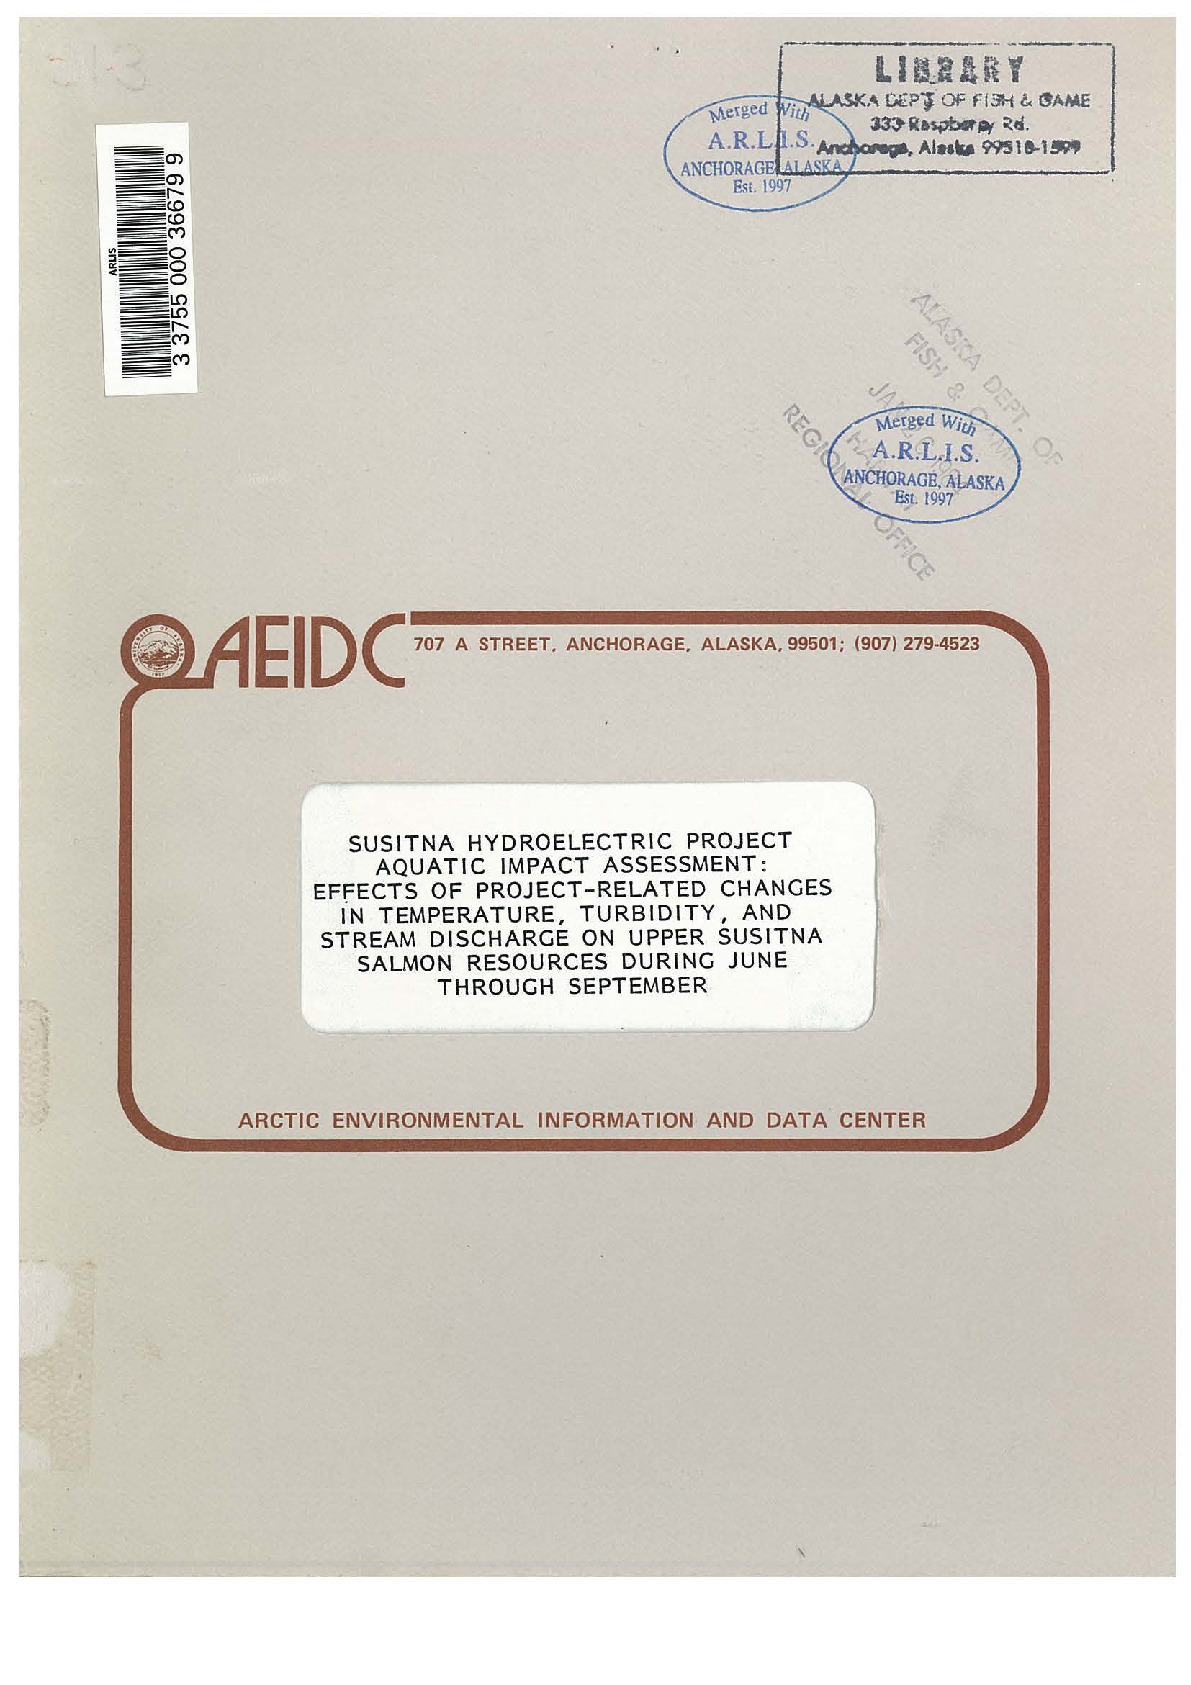 LIBRARY
ALASKA DEP'T OF FISH & GAME
333 Raspberry Rd.
Anchorage, Alaska 99518-1599
Merged With
A.R.L.I.S.
ANCHORAGE, ALASKA
Est. 1997
ARLIS
3 3755 000 36679 9
ALASKA DEPT. OF
FISH &
REGIONAL OFFICE
Merged With
A.R.L.I.S.
ANCHORAGE, ALASKA
Est. 1997
AEIDC
707 A STREET, ANCHORAGE, ALASKA, 99501; (907) 279-4523
SUSITNA HYDROELECTRIC PROJECT
AQUATIC IMPACT ASSESSMENT:
EFFECTS OF PROJECT-RELATED CHANGES
IN TEMPERATURE, TURBIDITY, AND
STREAM DISCHARGE ON UPPER SUSITNA
SALMON RESOURCES DURING JUNE
THROUGH SEPTEMBER
ARCTIC ENVIRONMENTAL INFORMATION AND DATA CENTER